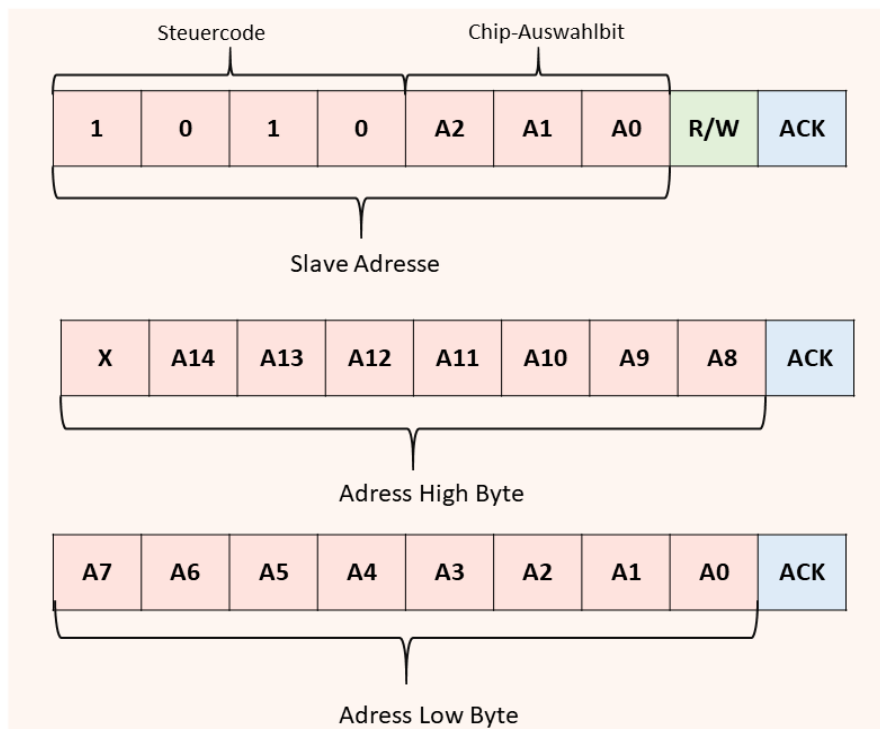 Steuercode Chip-Auswahlbit
1 0 1 0 A2 A1 A0 R/W ACK
Slave Adresse
X A14 A13 A12 A11 A10 A9 A8 ACK
Adress High Byte
A7 A6 A5 A4 A3 A2 A1 A0 ACK
Adress Low Byte